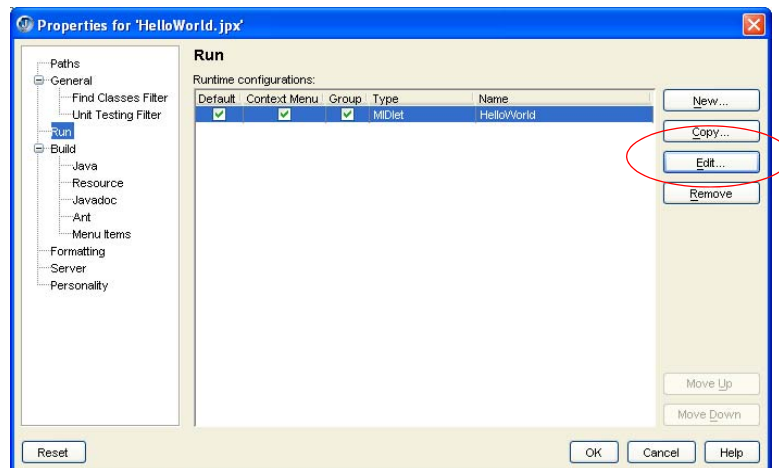 Properties for 'HelloWorld.jpx'
Paths
General
Find Classes Filter
Unit Testing Filter
Run
Build
Java
Resource
Javadoc
Ant
Menu Items
Formatting
Server
Personality
Run
Runtime configurations:
Default Context Menu Group Type Name
MIDlet HelloWorld
New...
Copy...
Edit...
Remove
Move Up
Move Down
Reset OK Cancel Help